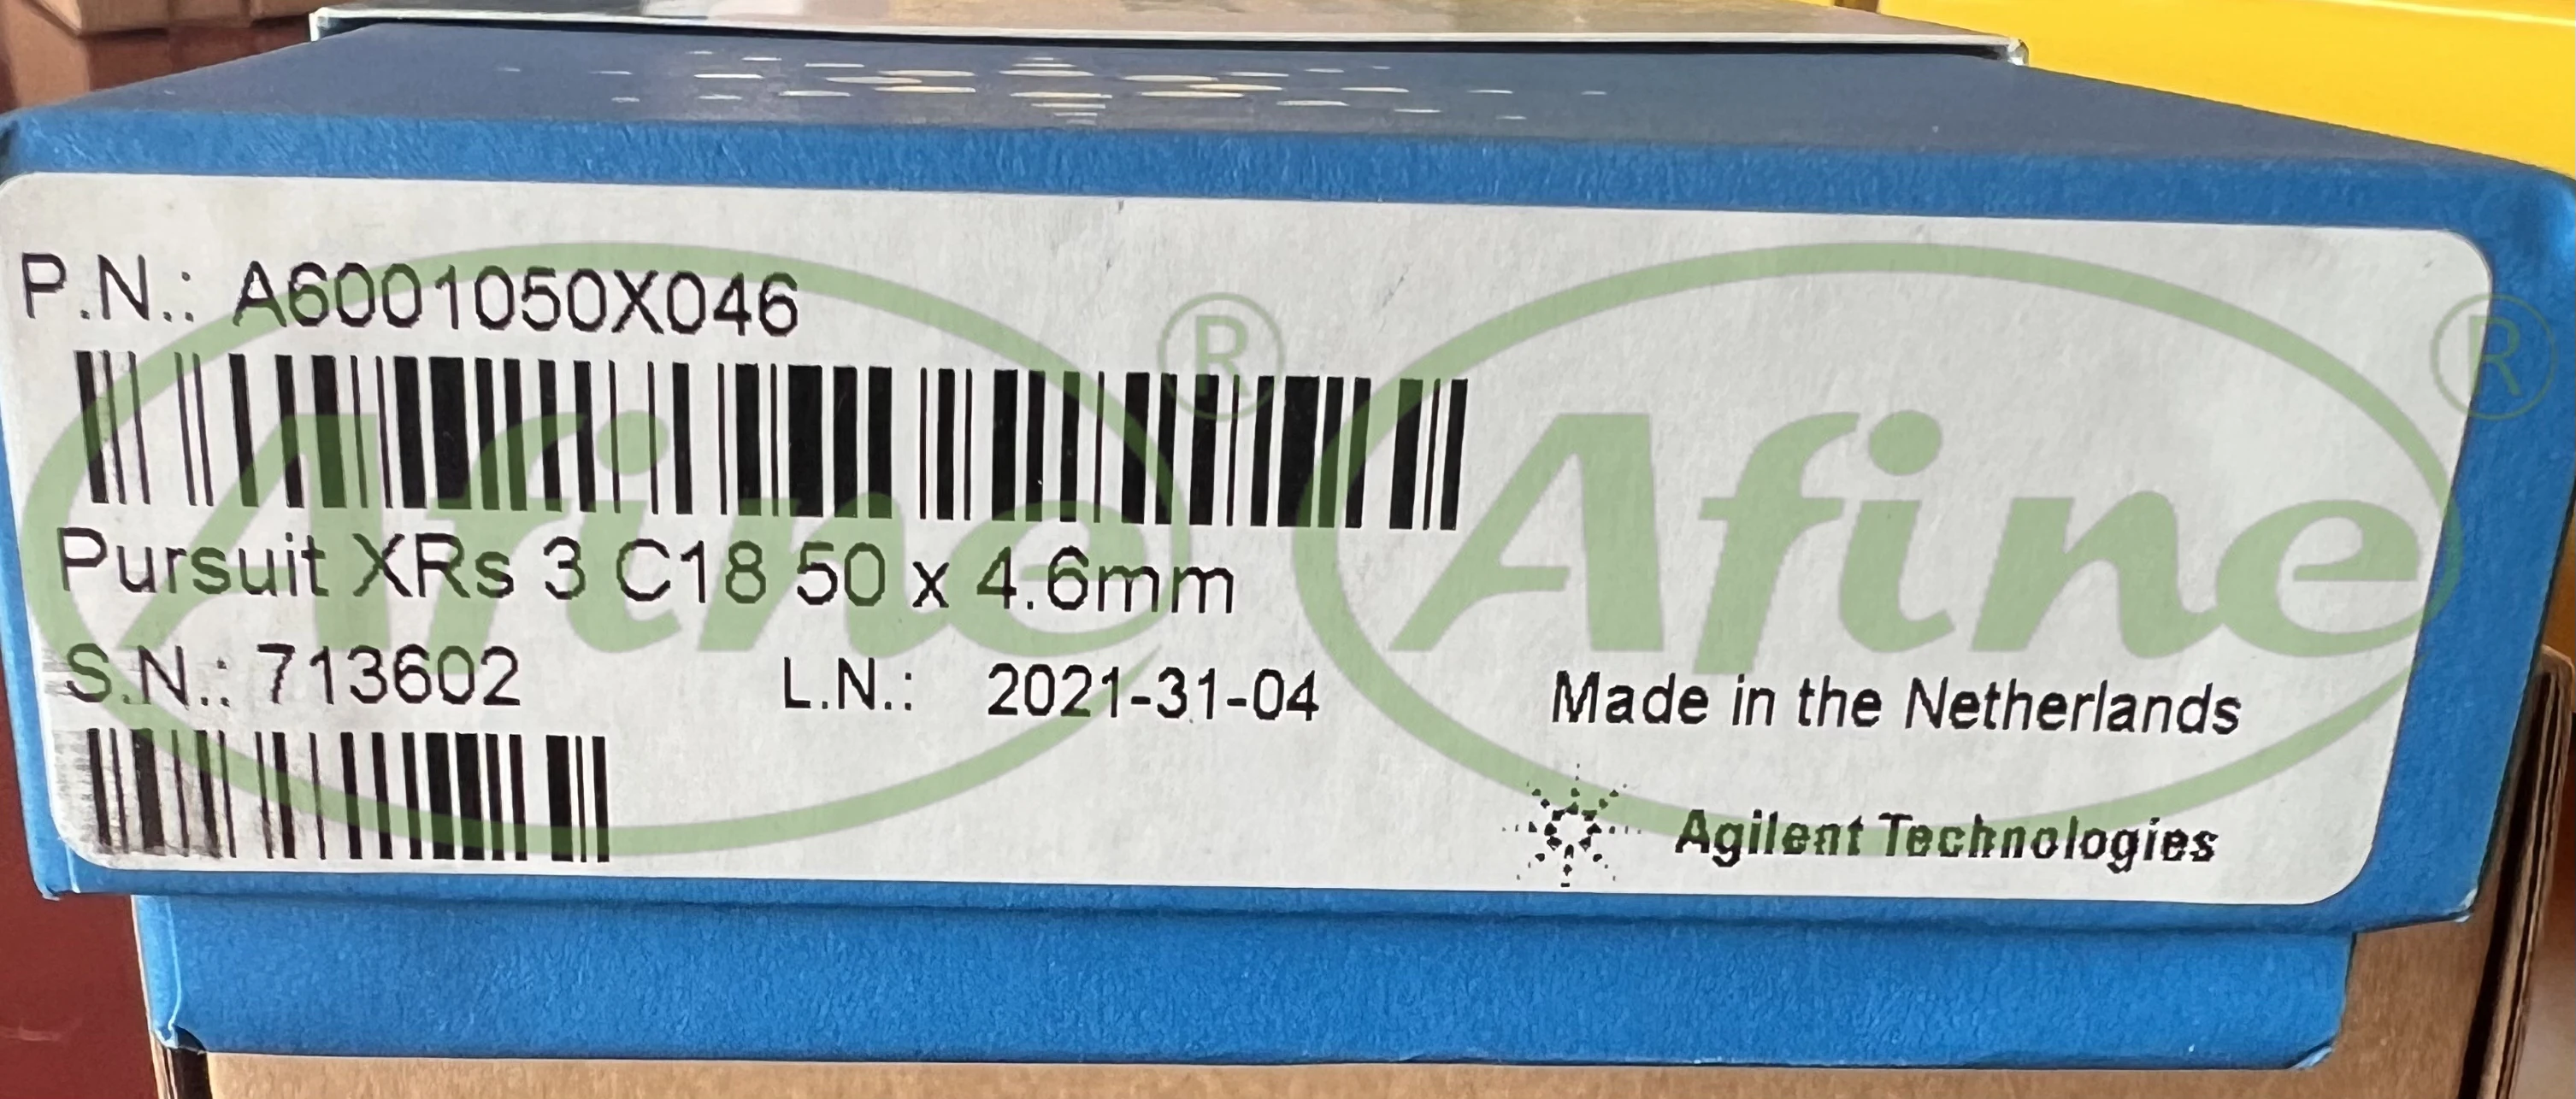 P.N.: A6001050X046
Pursuit XRs 3 C18 50 x 4.6mm
S.N.: 713602
L.N.: 2021-31-04
Made in the Netherlands
Agilent Technologies
Afine®
Afine®